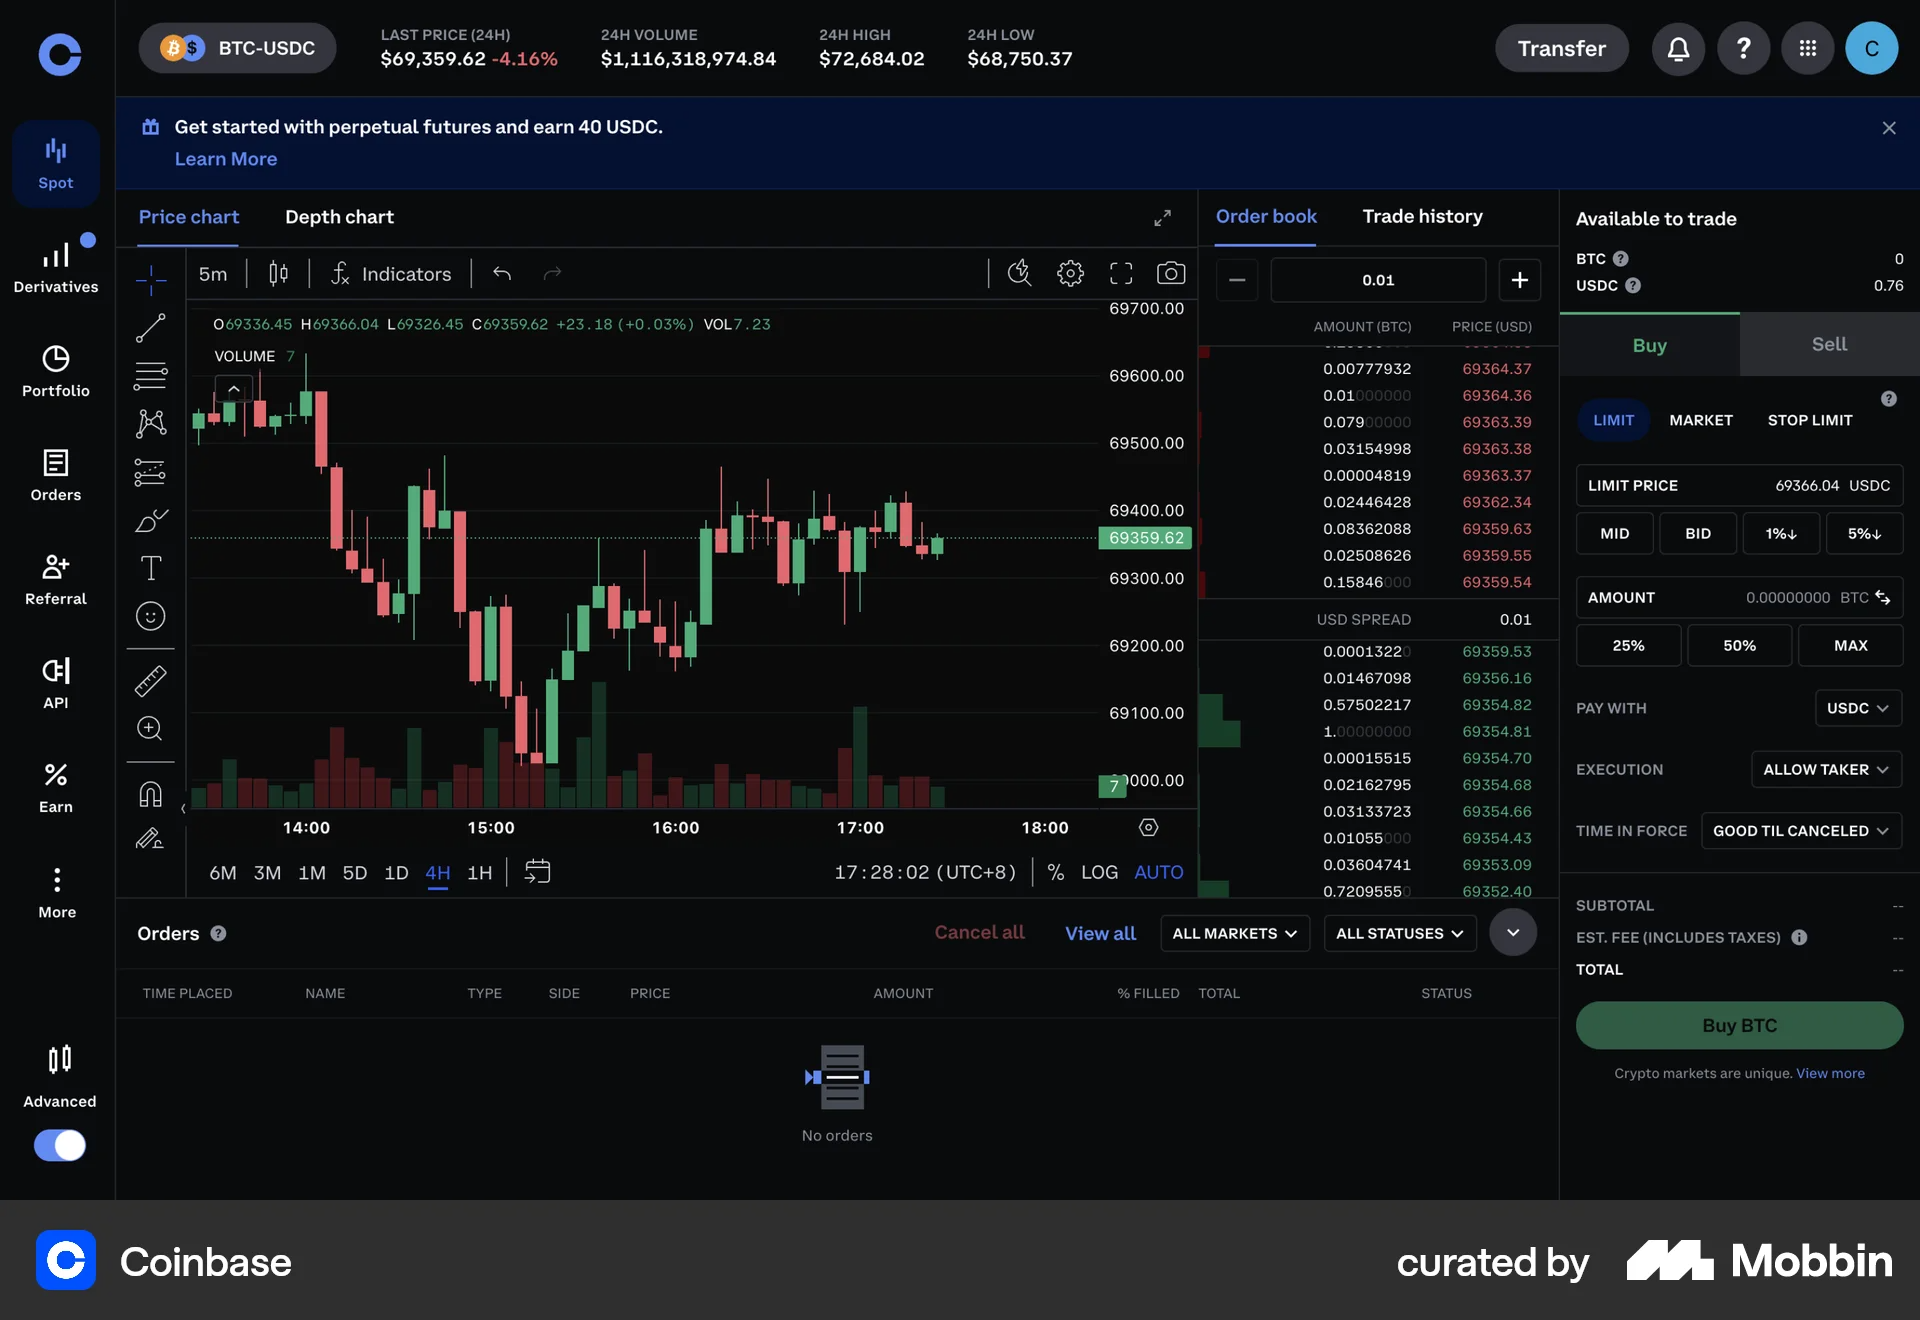 BTC-USDC
LAST PRICE (24H)
$69,359.62 -4.16%
24H VOLUME
$1,116,318,974.84
24H HIGH
$72,684.02
24H LOW
$68,750.37
Transfer
?
C
Get started with perpetual futures and earn 40 USDC.
Learn More
Spot
Derivatives
Portfolio
Orders
Referral
API
Earn
More
Advanced
Price chart
Depth chart
5m
Indicators
O69336.45 H69366.04 L69326.45 C69359.62 +23.18 (+0.03%) VOL7.23
VOLUME 7
69700.00
69600.00
69500.00
69400.00
69359.62
69300.00
69200.00
69100.00
7
14:00
15:00
16:00
17:00
18:00
6M 3M 1M 5D 1D 4H 1H
17:28:02 (UTC+8)
% LOG AUTO
Order book
Trade history
0.01
AMOUNT (BTC) PRICE (USD)
0.00777932 69364.37
0.01000000 69364.36
0.07900000 69363.39
0.03154998 69363.38
0.00004819 69363.37
0.02446428 69362.34
0.08362088 69359.63
0.02508626 69359.55
0.15846000 69359.54
USD SPREAD 0.01
0.00013220 69359.53
0.01467098 69356.16
0.57502217 69354.82
1.00000000 69354.81
0.00015515 69354.70
0.02162795 69354.68
0.03133723 69354.66
0.01055000 69354.43
0.03604741 69353.09
0.72095550 69352.40
Available to trade
BTC ? 0
USDC ? 0.76
Buy
Sell
?
LIMIT MARKET STOP LIMIT
LIMIT PRICE 69366.04 USDC
MID BID 1%↓ 5%↓
AMOUNT 0.00000000 BTC
25% 50% MAX
PAY WITH USDC
EXECUTION ALLOW TAKER
TIME IN FORCE GOOD TIL CANCELED
SUBTOTAL --
EST. FEE (INCLUDES TAXES) --
TOTAL --
Buy BTC
Crypto markets are unique. View more
Orders ?
Cancel all
View all
ALL MARKETS
ALL STATUSES
TIME PLACED NAME TYPE SIDE PRICE AMOUNT % FILLED TOTAL STATUS
No orders
Coinbase
curated by
Mobbin